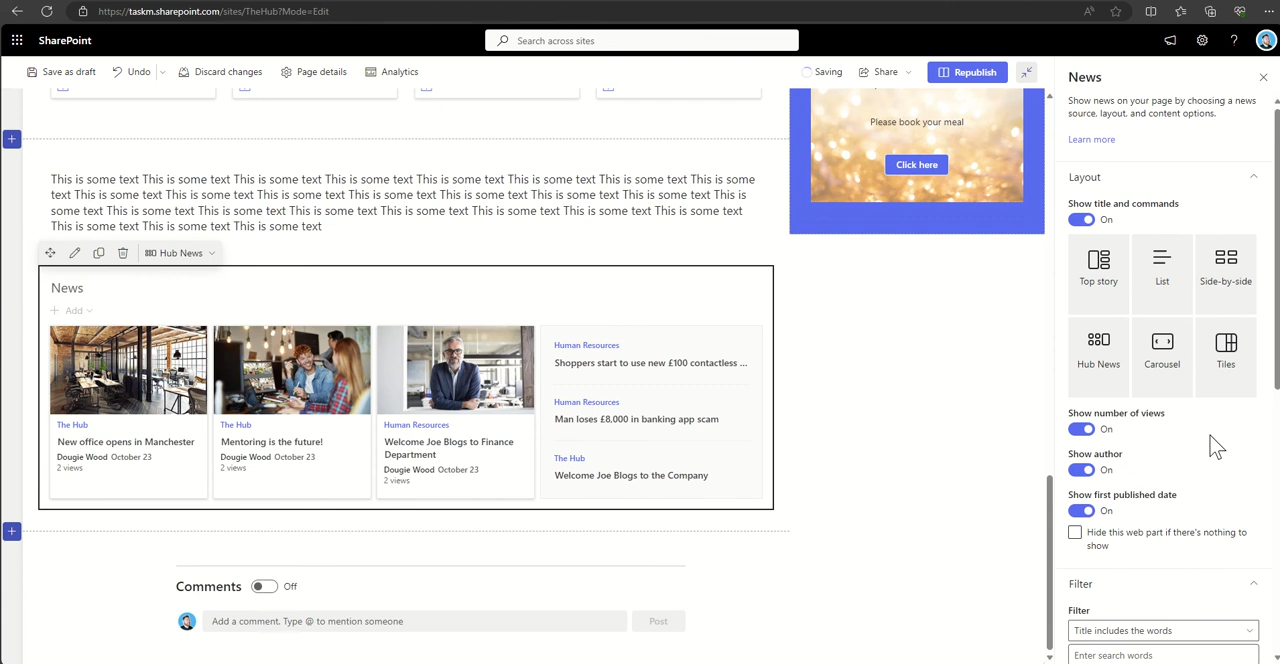 https://taskm.sharepoint.com/sites/TheHub?Mode=Edit
SharePoint
Search across sites
Save as draft
Undo
Discard changes
Page details
Analytics
Saving
Share
Republish
Please book your meal
Click here
This is some text This is some text This is some text This is some text This is some text This is some text This is some
text This is some text This is some text This is some text This is some text This is some text This is some text This is
some text This is some text This is some text This is some text This is some text This is some text This is some text
This is some text This is some text This is some text
Hub News
News
Add
The Hub
New office opens in Manchester
Dougie Wood October 23
2 views
The Hub
Mentoring is the future!
Dougie Wood October 23
2 views
Human Resources
Welcome Joe Blogs to Finance
Department
Dougie Wood October 23
2 views
Human Resources
Shoppers start to use new £100 contactless ...
Human Resources
Man loses £8,000 in banking app scam
The Hub
Welcome Joe Blogs to the Company
Comments
Off
Add a comment. Type @ to mention someone
Post
News
Show news on your page by choosing a news
source, layout, and content options.
Learn more
Layout
Show title and commands
On
Top story
List
Side-by-side
Hub News
Carousel
Tiles
Show number of views
On
Show author
On
Show first published date
On
Hide this web part if there's nothing to
show
Filter
Filter
Title includes the words
Enter search words